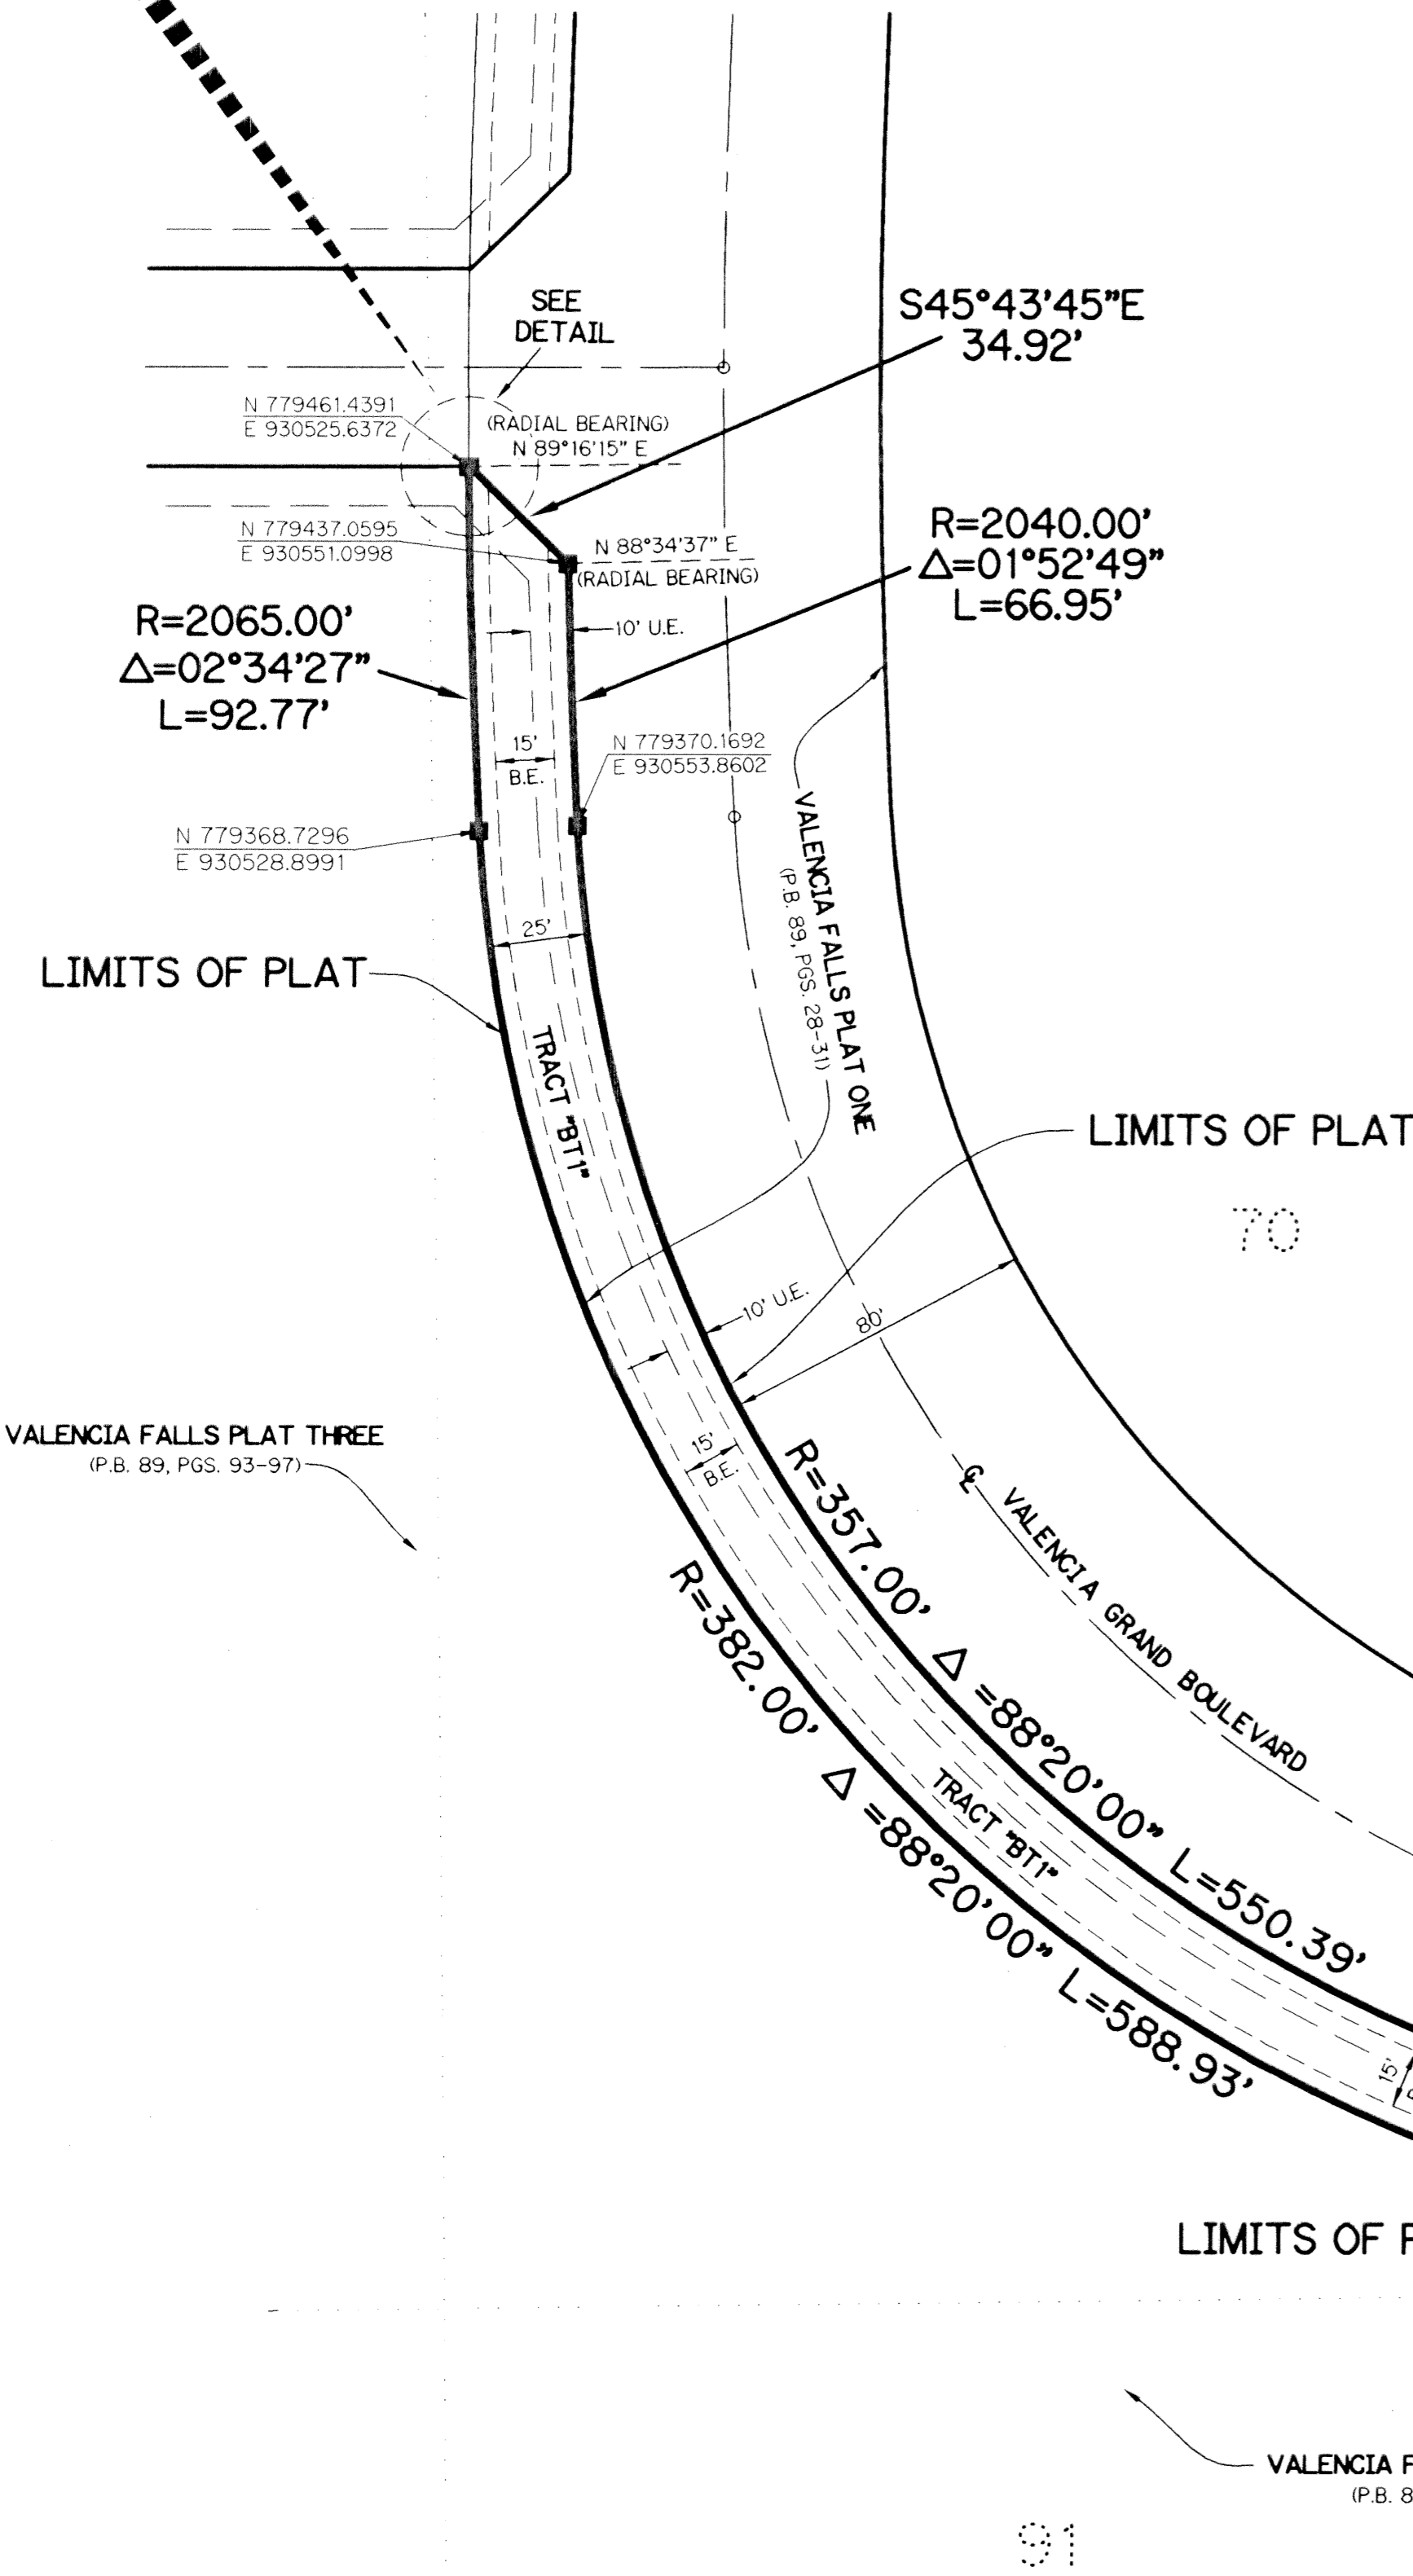 SEE
DETAIL
S45°43'45"E
34.92'
N 779461.4391
E 930525.6372
(RADIAL BEARING)
N 89°16'15" E
N 779437.0595
E 930551.0998
N 88°34'37" E
(RADIAL BEARING)
R=2040.00'
Δ=01°52'49"
L=66.95'
R=2065.00'
Δ=02°34'27"
L=92.77'
10' U.E.
15'
B.E.
N 779370.1692
E 930553.8602
N 779368.7296
E 930528.8991
VALENCIA FALLS PLAT ONE
(P.B. 89, PGS. 28-31)
25'
LIMITS OF PLAT
TRACT "BT1"
LIMITS OF PLAT
70
10' U.E.
80'
VALENCIA FALLS PLAT THREE
(P.B. 89, PGS. 93-97)
15'
B.E.
R=357.00' Δ =88°20'00" L=550.39'
℄ VALENCIA GRAND BOULEVARD
R=382.00' Δ =88°20'00" L=588.93'
TRACT "BT1"
15'
LIMITS OF
VALENCIA
(P.B. 8
91